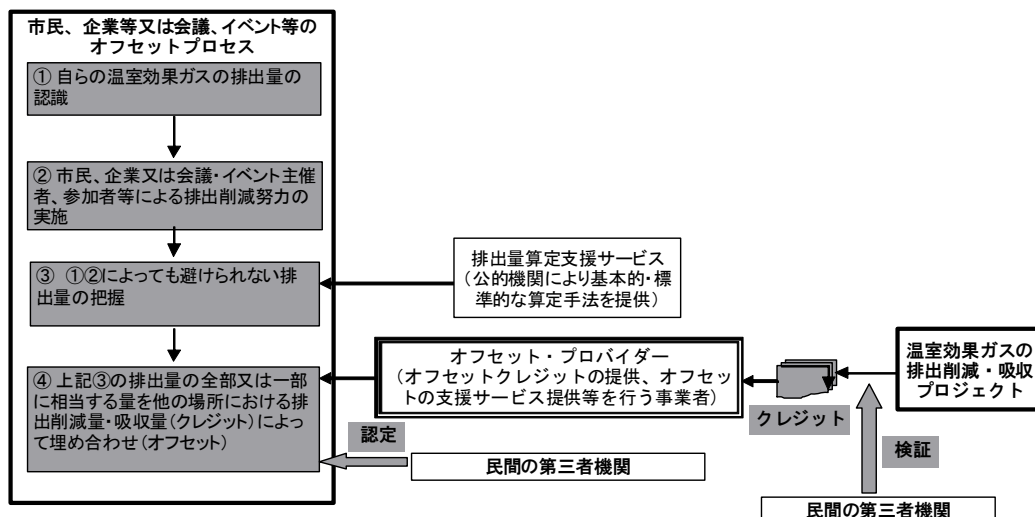 市民、企業等又は会議、イベント等の
オフセットプロセス
① 自らの温室効果ガスの排出量の
認識
② 市民、企業又は会議・イベント主催
者、参加者等による排出削減努力の
実施
③ ①②によっても避けられない排
出量の把握
④ 上記③の排出量の全部又は一部
に相当する量を他の場所における排
出削減量・吸収量(クレジット)によっ
て埋め合わせ(オフセット)
排出量算定支援サービス
(公的機関により基本的・標
準的な算定手法を提供)
オフセット・プロバイダー
(オフセットクレジットの提供、オフセッ
トの支援サービス提供等を行う事業者)
クレジット
温室効果ガスの
排出削減・吸収
プロジェクト
認定
民間の第三者機関
検証
民間の第三者機関